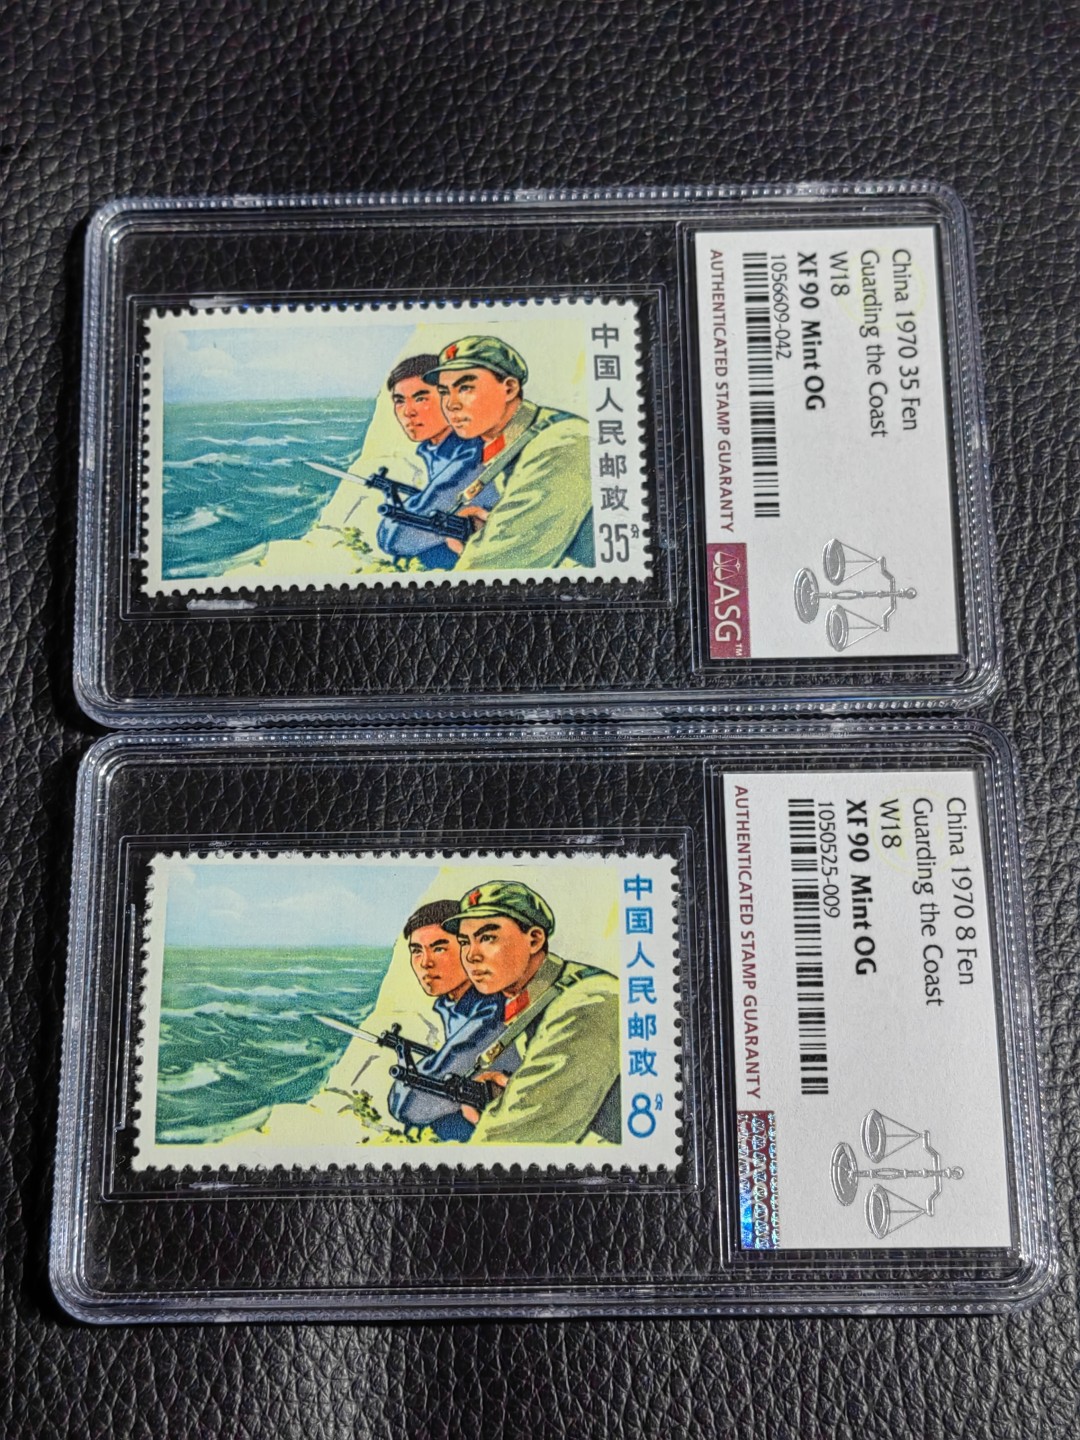 中国人民邮政
35分
China 1970 35 Fen
Guarding the Coast
W18
XF 90 Mint OG
1056609-042
AUTHENTICATED STAMP GUARANTY
ASG™
中国人民邮政
8分
China 1970 8 Fen
Guarding the Coast
W18
XF 90 Mint OG
1050525-009
AUTHENTICATED STAMP GUARANTY